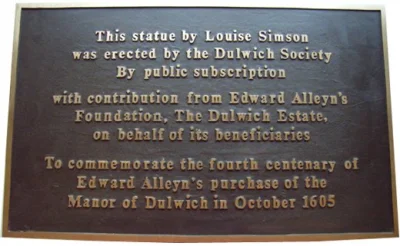 This statue by Louise Simson
was erected by the Dulwich Society
By public subscription
with contribution from Edward Alleyn's
Foundation, The Dulwich Estate,
on behalf of its beneficiaries
To commemorate the fourth centenary of
Edward Alleyn's purchase of the
Manor of Dulwich in October 1605